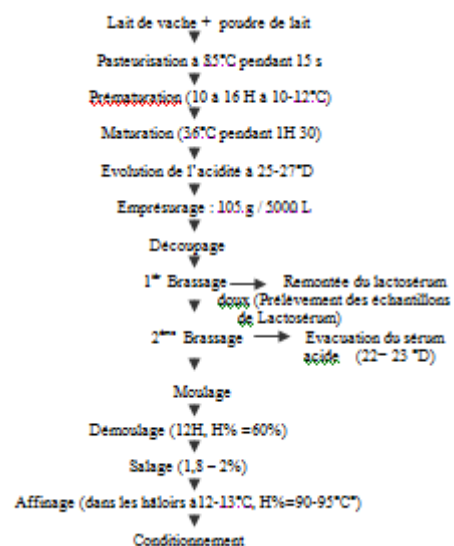 Lait de vache + poudre de lait
Pasteurisation à 85°C pendant 15 s
Prématuration (10 à 16 H à 10-12°C)
Maturation (36°C pendant 1H 30)
Evolution de l'acidité à 25-27°D
Emprésurage : 105.g / 5000 L
Découpage
1er Brassage Remontée du lactosérum
doux (Prélèvement des échantillons
de Lactosérum)
2ème Brassage Evacuation du sérum
acide (22– 23 °D)
Moulage
Démoulage (12H, H% =60%)
Salage (1,8 – 2%)
Affinage (dans les hâloirs à12-13°C, H%=90-95°C°)
Conditionnement